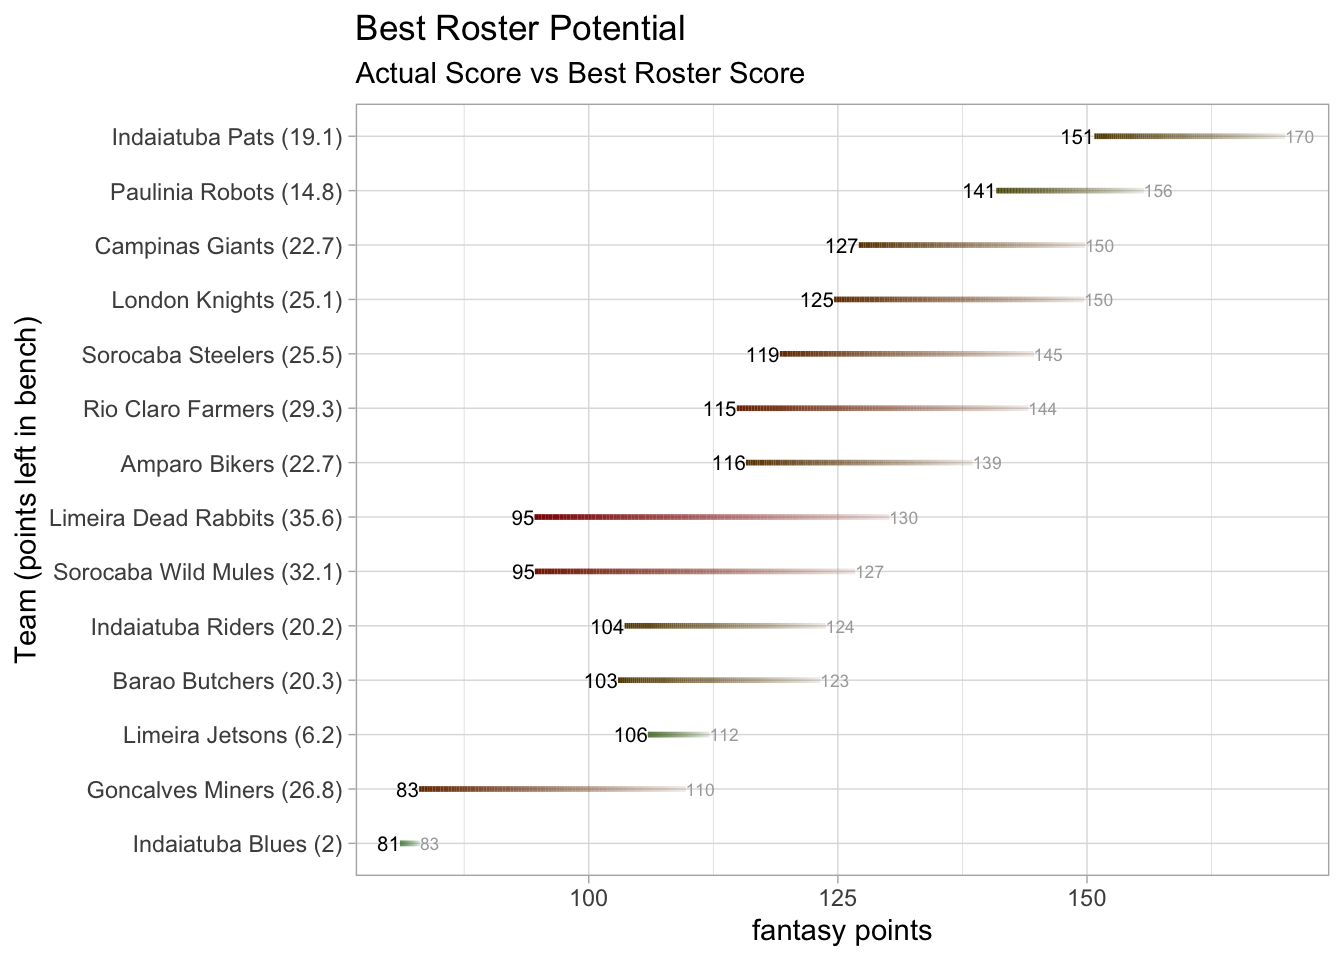 Best Roster Potential
Actual Score vs Best Roster Score
Team (points left in bench)
Indaiatuba Pats (19.1) 151 170
Paulinia Robots (14.8) 141 156
Campinas Giants (22.7) 127 150
London Knights (25.1) 125 150
Sorocaba Steelers (25.5) 119 145
Rio Claro Farmers (29.3) 115 144
Amparo Bikers (22.7) 116 139
Limeira Dead Rabbits (35.6) 95 130
Sorocaba Wild Mules (32.1) 95 127
Indaiatuba Riders (20.2) 104 124
Barao Butchers (20.3) 103 123
Limeira Jetsons (6.2) 106 112
Goncalves Miners (26.8) 83 110
Indaiatuba Blues (2) 81 83
100 125 150
fantasy points